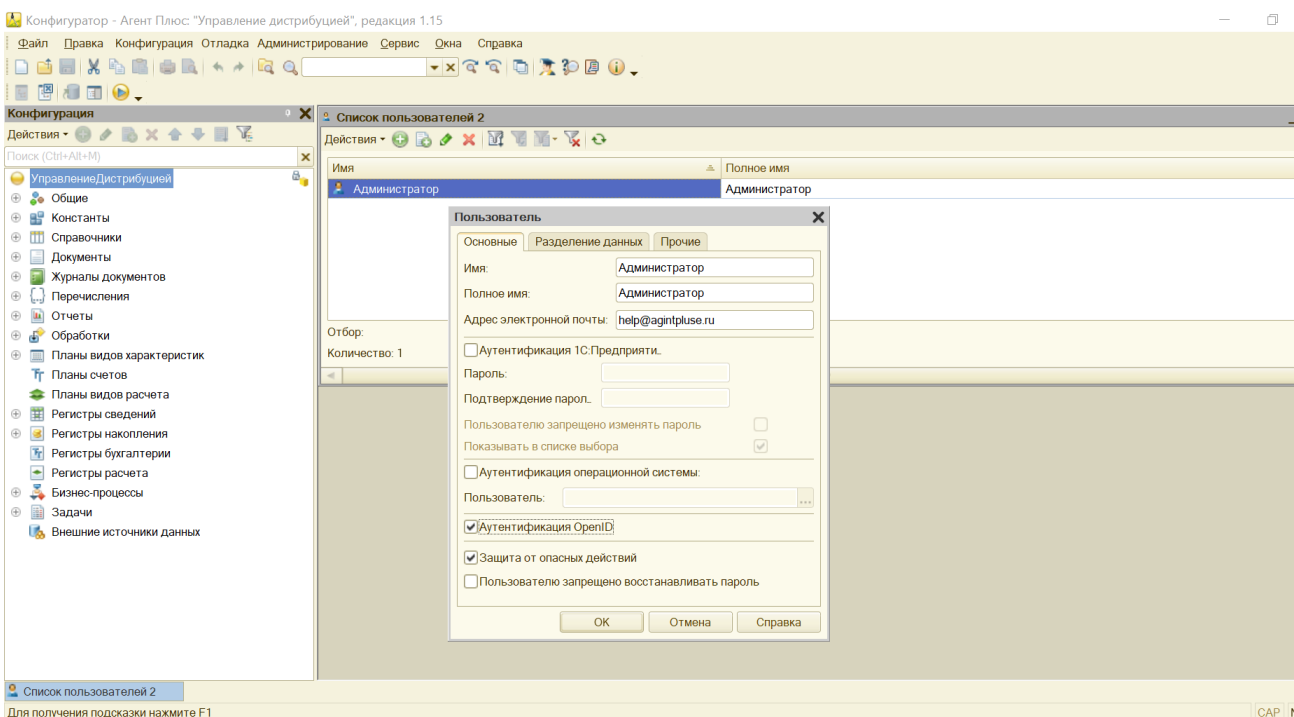 Конфигуратор - Агент Плюс: "Управление дистрибуцией", редакция 1.15
Файл Правка Конфигурация Отладка Администрирование Сервис Окна Справка
Конфигурация
Действия
Поиск (Ctrl+Alt+M)
УправлениеДистрибуцией
Общие
Константы
Справочники
Документы
Журналы документов
Перечисления
Отчеты
Обработки
Планы видов характеристик
Планы счетов
Планы видов расчета
Регистры сведений
Регистры накопления
Регистры бухгалтерии
Регистры расчета
Бизнес-процессы
Задачи
Внешние источники данных
Список пользователей 2
Действия
Имя Полное имя
Администратор Администратор
Отбор:
Количество: 1
Пользователь
Основные Разделение данных Прочие
Имя: Администратор
Полное имя: Администратор
Адрес электронной почты: help@agintpluse.ru
Аутентификация 1С:Предприяти..
Пароль:
Подтверждение парол..
Пользователю запрещено изменять пароль
Показывать в списке выбора
Аутентификация операционной системы:
Пользователь: ...
Аутентификация OpenID
Защита от опасных действий
Пользователю запрещено восстанавливать пароль
ОК Отмена Справка
Список пользователей 2
Для получения подсказки нажмите F1
CAP